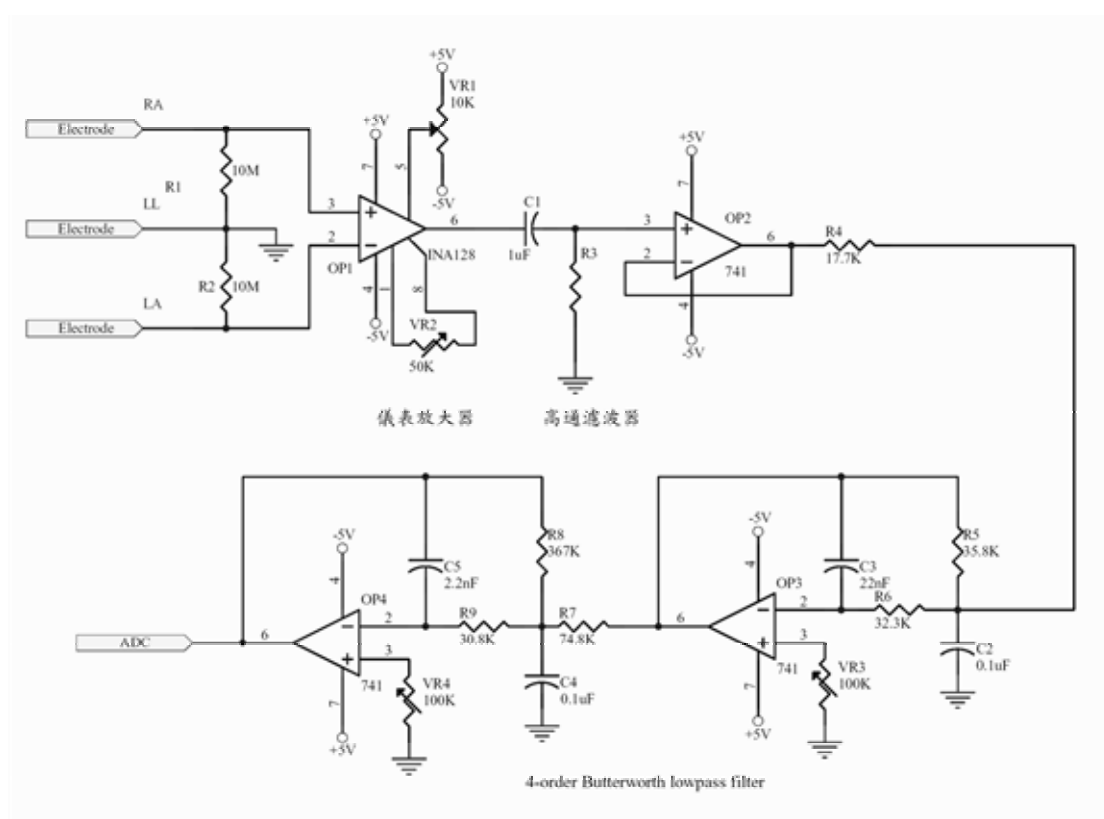 RA
Electrode
10M
R1
LL
Electrode
R2
10M
LA
Electrode
+5V
VR1
10K
-5V
+5V
7
5
3
2
6
OP1
INA128
4
1
8
-5V
VR2
50K
儀表放大器
C1
1uF
R3
高通濾波器
+5V
7
OP2
3
2
6
741
4
-5V
R4
17.7K
R5
35.8K
C3
22nF
R6
32.3K
C2
0.1uF
-5V
4
OP3
2
3
6
741
7
+5V
VR3
100K
R7
74.8K
R8
367K
C5
2.2nF
R9
30.8K
C4
0.1uF
-5V
4
OP4
2
3
6
741
7
+5V
VR4
100K
ADC
4-order Butterworth lowpass filter